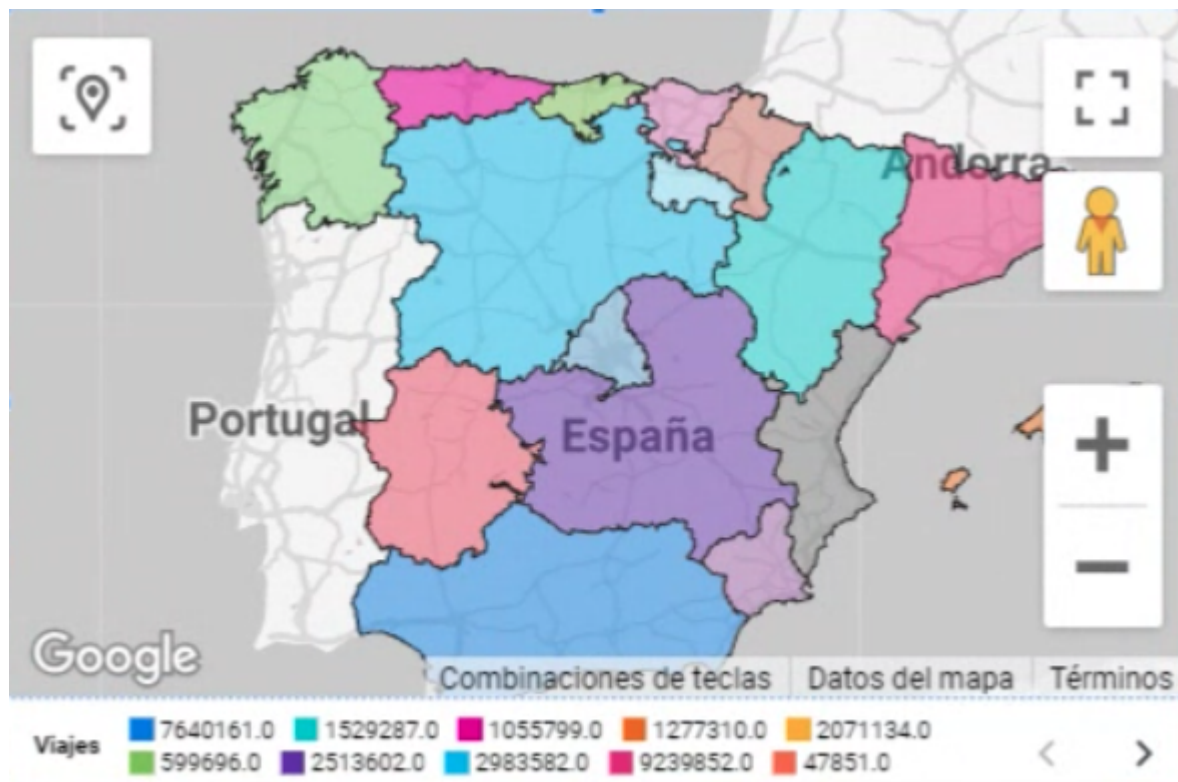 Andorra
Portugal
España
Google
Combinaciones de teclas
Datos del mapa
Términos
Viajes
7640161.0 1529287.0 1055799.0 1277310.0 2071134.0
599696.0 2513602.0 2983582.0 9239852.0 47851.0